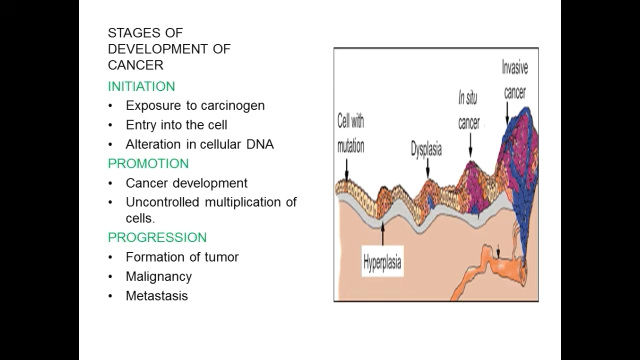 STAGES OF
DEVELOPMENT OF
CANCER
INITIATION
• Exposure to carcinogen
• Entry into the cell
• Alteration in cellular DNA
PROMOTION
• Cancer development
• Uncontrolled multiplication of
cells.
PROGRESSION
• Formation of tumor
• Malignancy
• Metastasis
Cell with
mutation
Hyperplasia
Dysplasia
In situ
cancer
Invasive
cancer